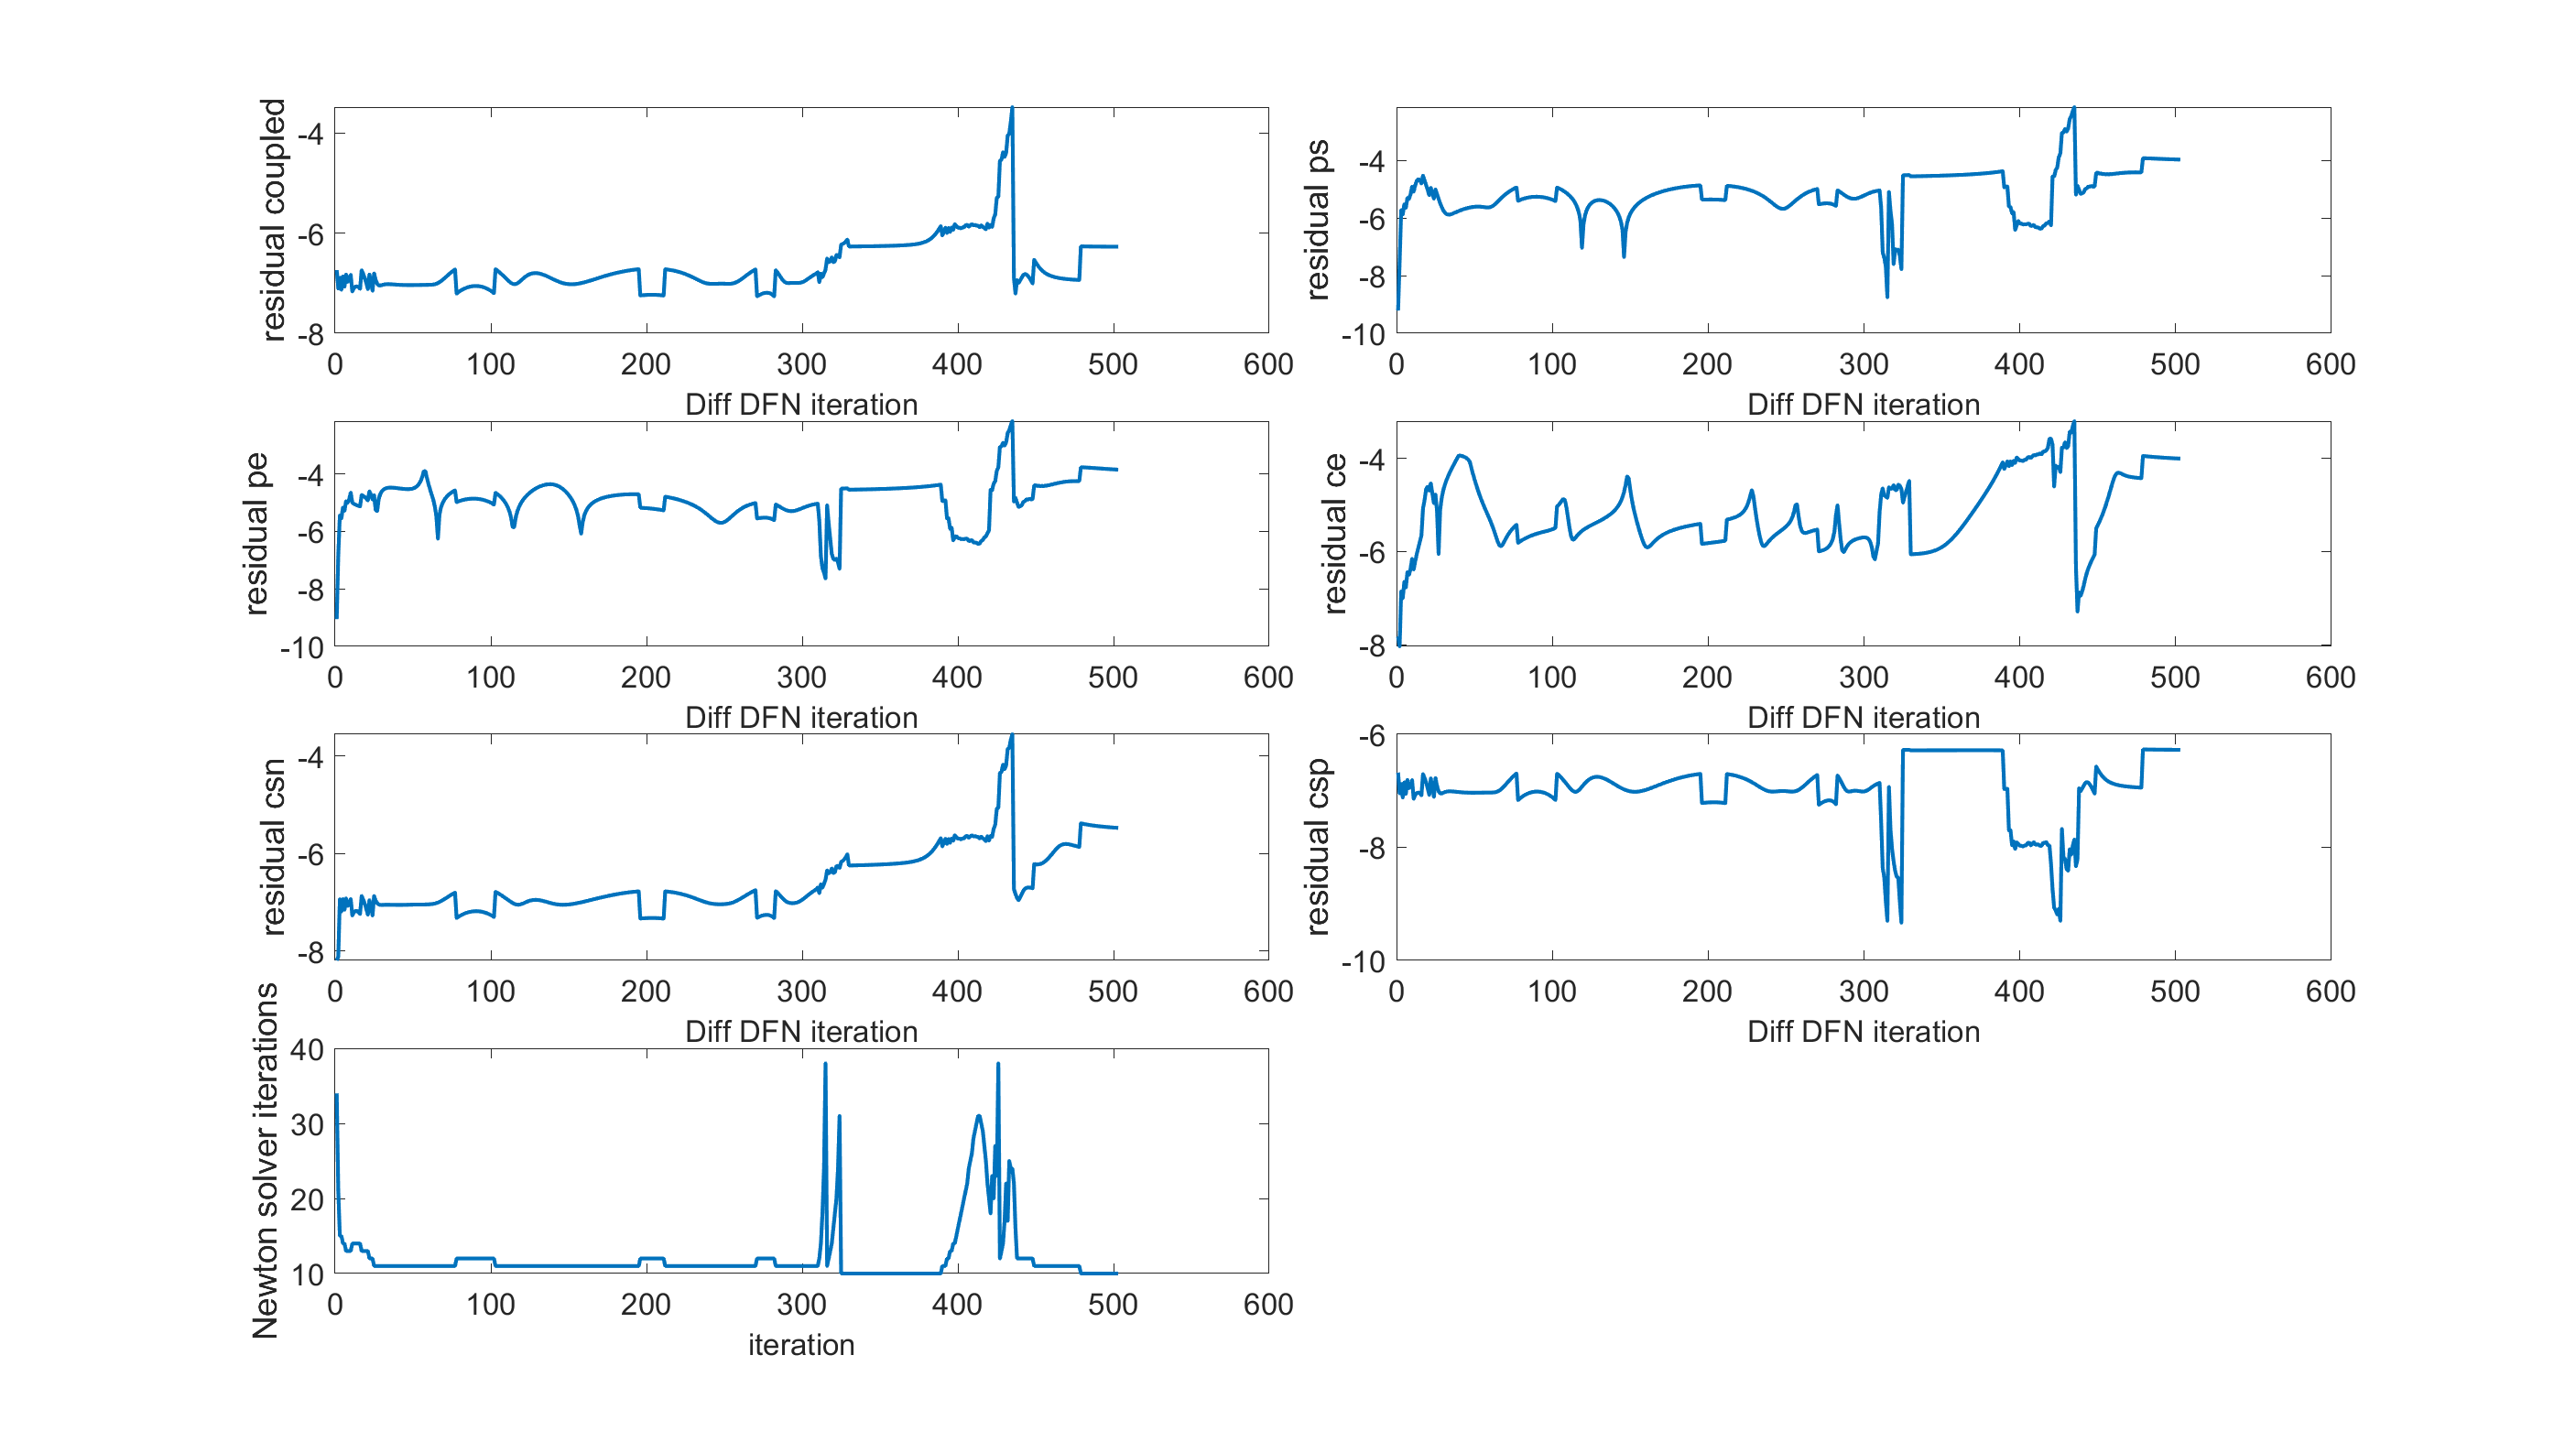 residual coupled
-4
-6
-8
0 100 200 300 400 500 600
Diff DFN iteration
residual ps
-4
-6
-8
-10
0 100 200 300 400 500 600
Diff DFN iteration
residual pe
-4
-6
-8
-10
0 100 200 300 400 500 600
Diff DFN iteration
residual ce
-4
-6
-8
0 100 200 300 400 500 600
Diff DFN iteration
residual csn
-4
-6
-8
0 100 200 300 400 500 600
Diff DFN iteration
residual csp
-6
-8
-10
0 100 200 300 400 500 600
Diff DFN iteration
Newton solver iterations
40
30
20
10
0 100 200 300 400 500 600
iteration